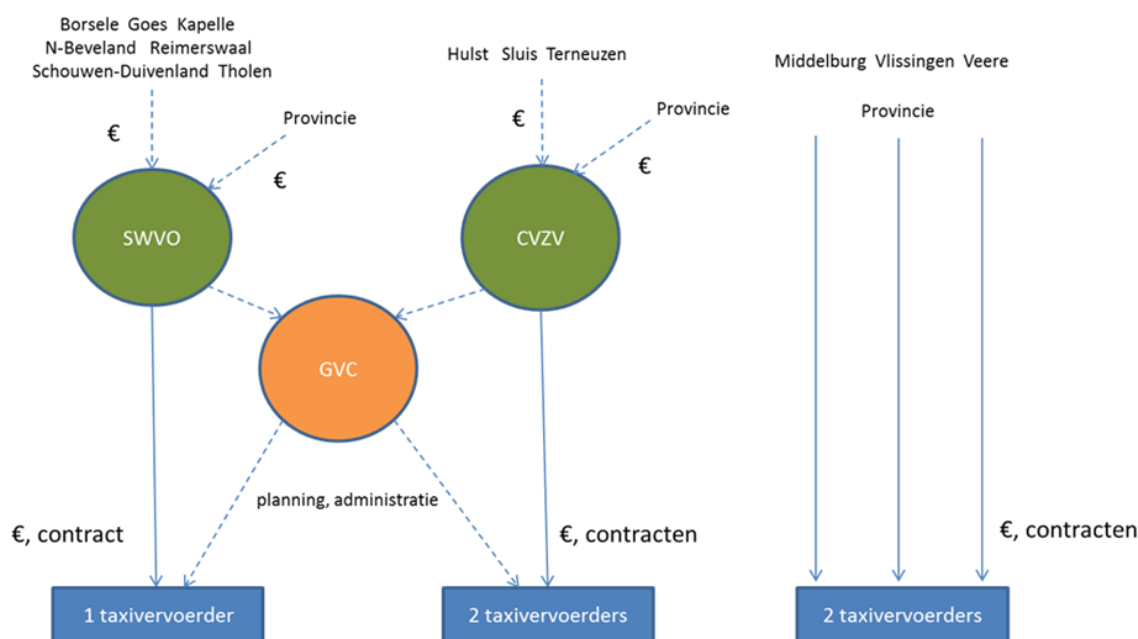 Borsele Goes Kapelle
N-Beveland Reimerswaal
Schouwen-Duivenland Tholen
Hulst Sluis Terneuzen
Middelburg Vlissingen Veere
Provincie
Provincie
Provincie
€
€
€
€
SWVO
CVZV
GVC
planning, administratie
€, contract
€, contracten
€, contracten
1 taxivervoerder
2 taxivervoerders
2 taxivervoerders